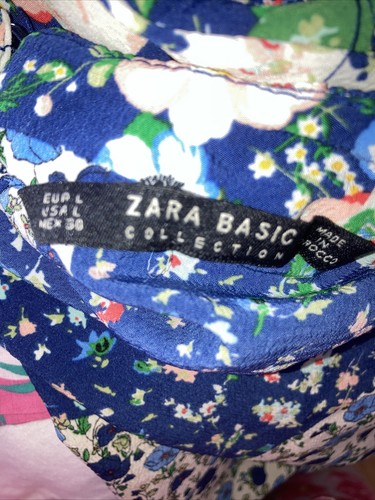 EUR L
USA L
MEX 30
ZARA BASIC
COLLECTION
MADE
IN
MOROCCO